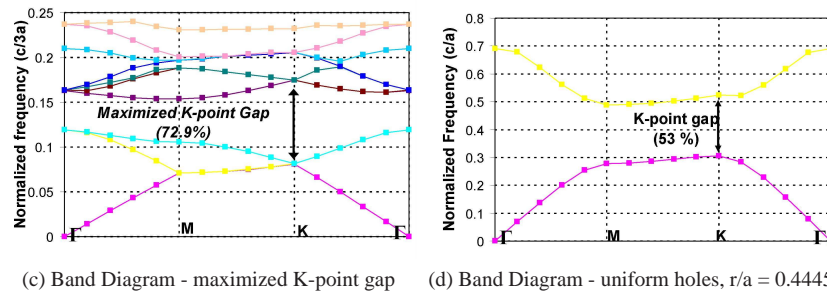 0.25
0.2
0.15
0.1
0.05
0
Normalized frequency (c/3a)
Maximized K-point Gap
(72.9%)
Γ
M
K
Γ
(c) Band Diagram - maximized K-point gap
0.8
0.7
0.6
0.5
0.4
0.3
0.2
0.1
0.0
Normalized Frequency (c/a)
K-point gap
(53 %)
Γ
M
K
Γ
(d) Band Diagram - uniform holes, r/a = 0.4445